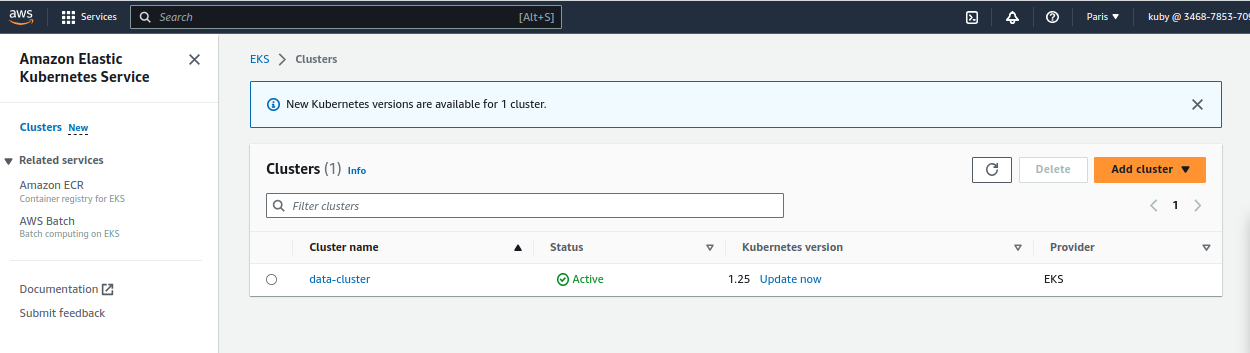 aws
Services
Search
[Alt+S]
Paris
kuby @ 3468-7853-709
Amazon Elastic
Kubernetes Service
Clusters New
Related services
Amazon ECR
Container registry for EKS
AWS Batch
Batch computing on EKS
Documentation
Submit feedback
EKS > Clusters
New Kubernetes versions are available for 1 cluster.
Clusters (1) Info
Delete
Add cluster
Filter clusters
1
Cluster name Status Kubernetes version Provider
data-cluster Active 1.25 Update now EKS